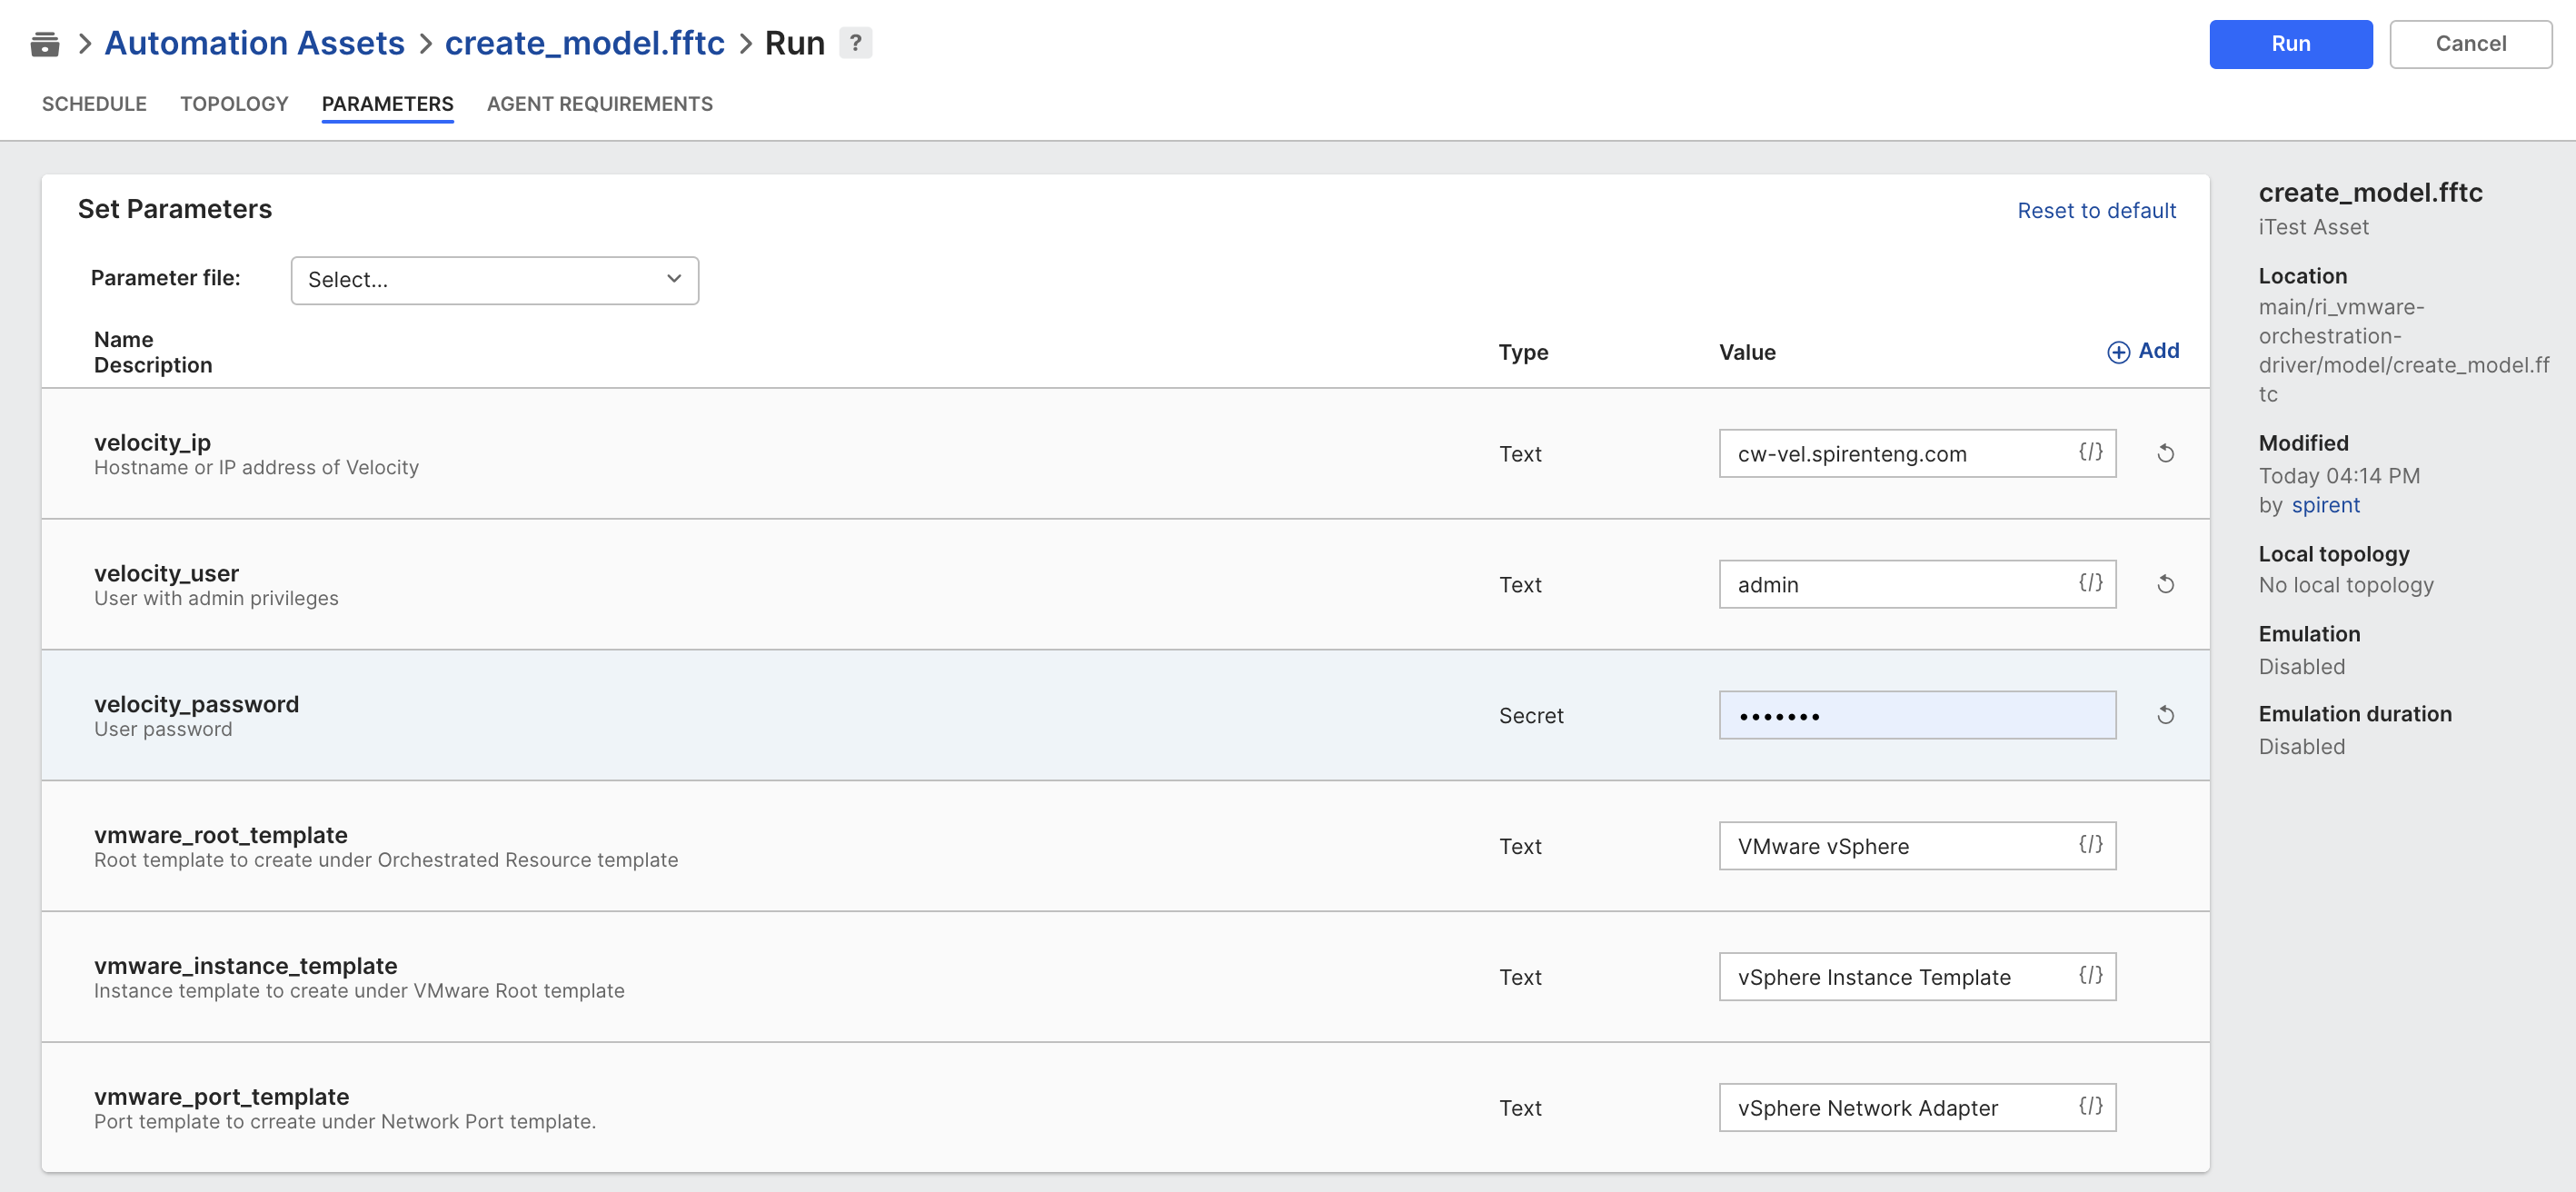 Automation Assets > create_model.fftc > Run ?
Run
Cancel
SCHEDULE TOPOLOGY PARAMETERS AGENT REQUIREMENTS
Set Parameters
Reset to default
Parameter file:
Select...
Name
Description
Type
Value
Add
velocity_ip
Hostname or IP address of Velocity
Text
cw-vel.spirenteng.com {/}
velocity_user
User with admin privileges
Text
admin {/}
velocity_password
User password
Secret
•••••••
vmware_root_template
Root template to create under Orchestrated Resource template
Text
VMware vSphere {/}
vmware_instance_template
Instance template to create under VMware Root template
Text
vSphere Instance Template {/}
vmware_port_template
Port template to crreate under Network Port template.
Text
vSphere Network Adapter {/}
create_model.fftc
iTest Asset
Location
main/ri_vmware-
orchestration-
driver/model/create_model.ff
tc
Modified
Today 04:14 PM
by spirent
Local topology
No local topology
Emulation
Disabled
Emulation duration
Disabled